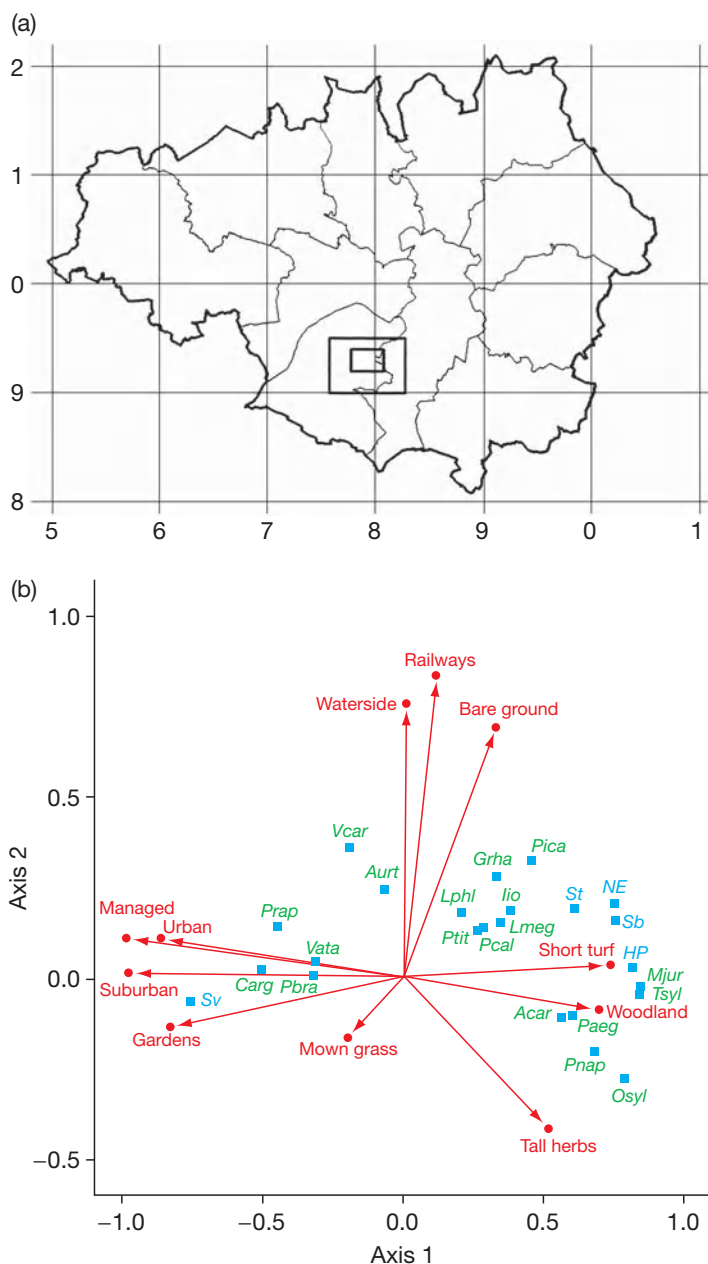 (a)
2
1
0
9
8
5 6 7 8 9 0 1
(b)
1.0
Railways
Waterside
Bare ground
0.5
Vcar
Pica
Grha
Aurt
Iio
St
NE
Lphl
Prap
Managed
Urban
Lmeg
Sb
Ptit
Pcal
Axis 2
Vata
Short turf
HP
0.0
Mjur
Suburban
Carg
Pbra
Tsyl
Sv
Acar
Paeg
Woodland
Gardens
Mown grass
Pnap
Osyl
Tall herbs
−0.5
−1.0 −0.5 0.0 0.5 1.0
Axis 1